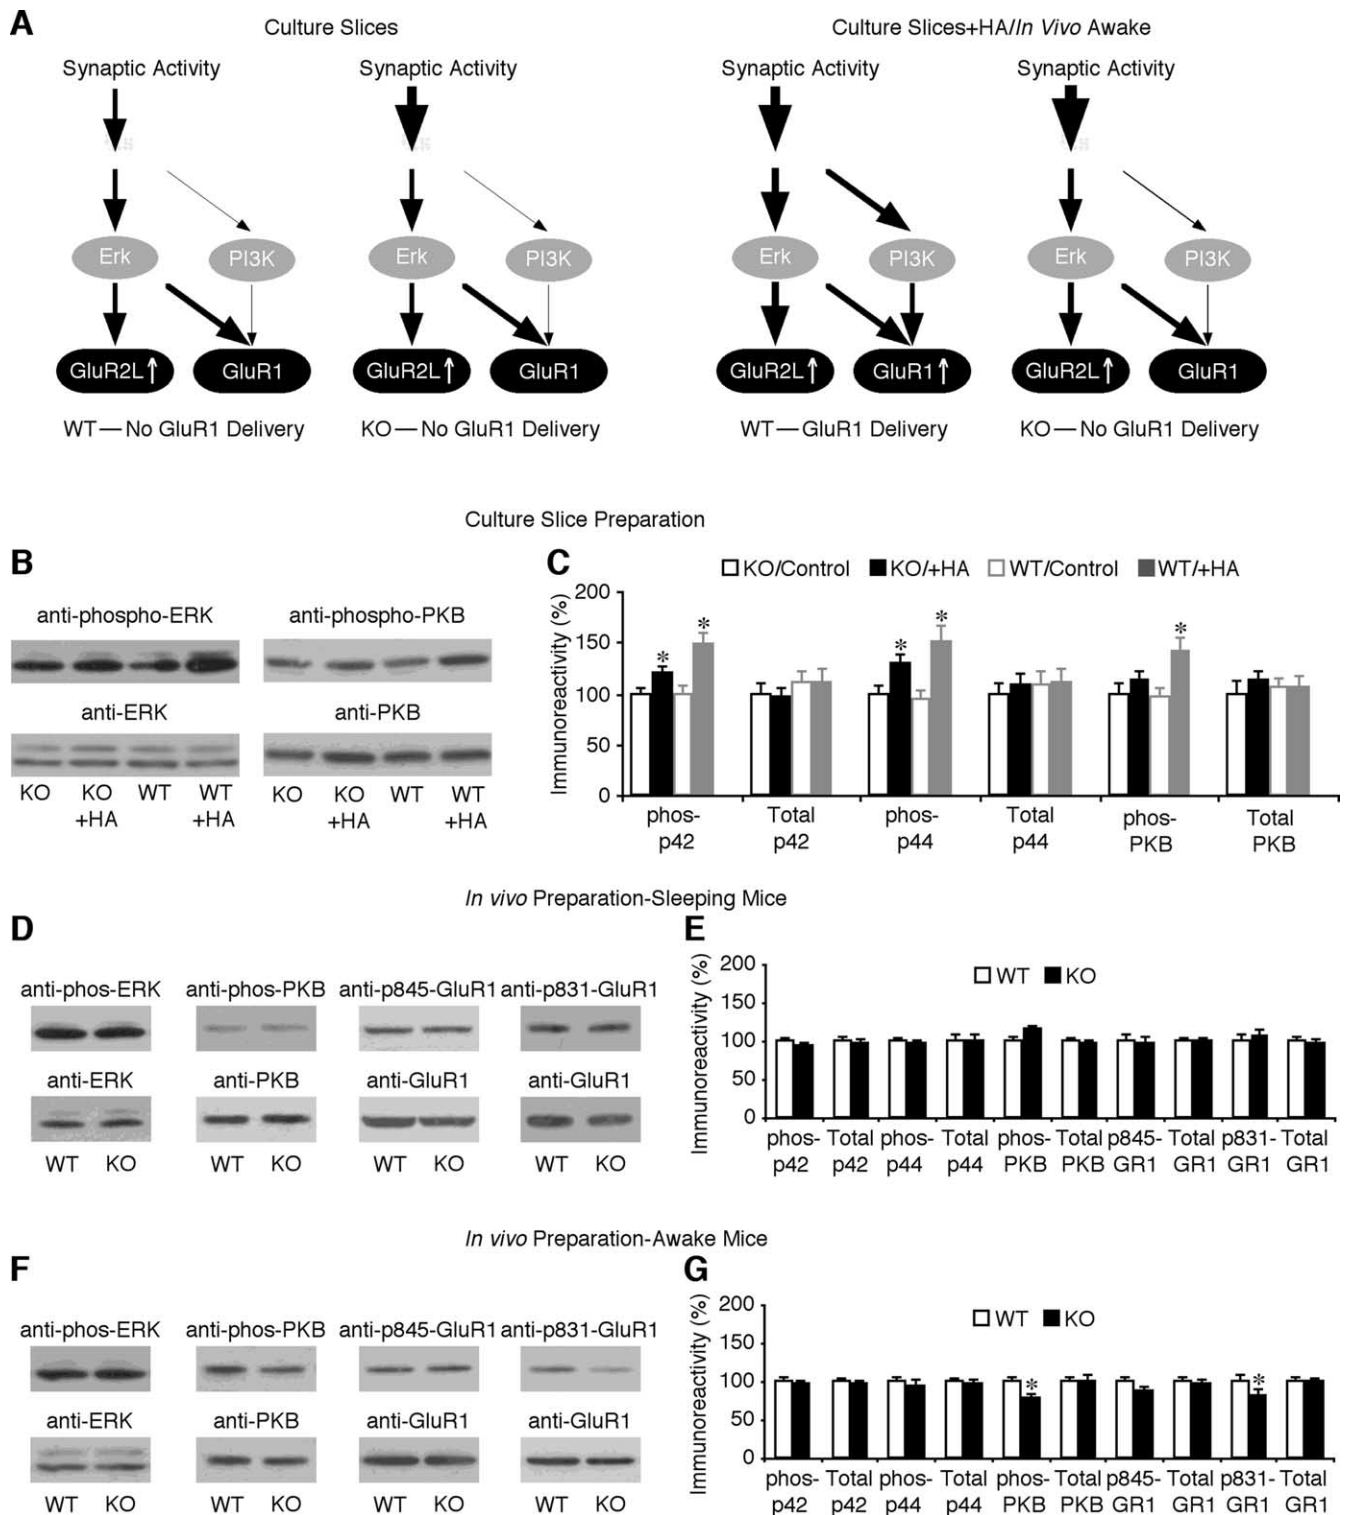 A
Culture Slices
Culture Slices+HA/In Vivo Awake
Synaptic Activity
Synaptic Activity
Synaptic Activity
Synaptic Activity
Erk
PI3K
Erk
PI3K
Erk
PI3K
Erk
PI3K
GluR2L↑
GluR1
GluR2L↑
GluR1
GluR2L↑
GluR1↑
GluR2L↑
GluR1
WT—No GluR1 Delivery
KO—No GluR1 Delivery
WT—GluR1 Delivery
KO—No GluR1 Delivery
Culture Slice Preparation
B
anti-phospho-ERK
anti-phospho-PKB
anti-ERK
anti-PKB
KO KO WT WT
+HA +HA
KO KO WT WT
+HA +HA
C
KO/Control KO/+HA WT/Control WT/+HA
Immunoreactivity (%)
200
150
100
50
0
* * * * *
phos- Total phos- Total phos- Total
p42 p42 p44 p44 PKB PKB
In vivo Preparation-Sleeping Mice
D
anti-phos-ERK anti-phos-PKB anti-p845-GluR1 anti-p831-GluR1
anti-ERK anti-PKB anti-GluR1 anti-GluR1
WT KO WT KO WT KO WT KO
E
WT KO
Immunoreactivity (%)
200
150
100
50
0
phos- Total phos- Total phos- Total p845- Total p831- Total
p42 p42 p44 p44 PKB PKB GR1 GR1 GR1 GR1
In vivo Preparation-Awake Mice
F
anti-phos-ERK anti-phos-PKB anti-p845-GluR1 anti-p831-GluR1
anti-ERK anti-PKB anti-GluR1 anti-GluR1
WT KO WT KO WT KO WT KO
G
WT KO
Immunoreactivity (%)
200
150
100
50
0
* *
phos- Total phos- Total phos- Total p845- Total p831- Total
p42 p42 p44 p44 PKB PKB GR1 GR1 GR1 GR1